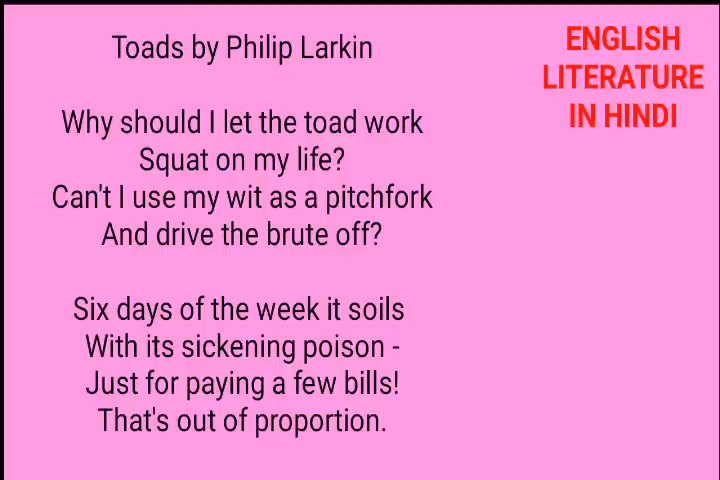 Toads by Philip Larkin
Why should I let the toad work
Squat on my life?
Can't I use my wit as a pitchfork
And drive the brute off?
Six days of the week it soils
With its sickening poison -
Just for paying a few bills!
That's out of proportion.
ENGLISH
LITERATURE
IN HINDI